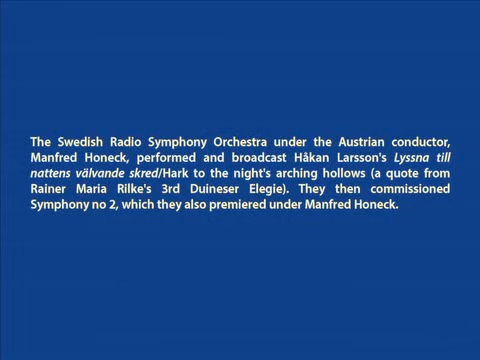 The Swedish Radio Symphony Orchestra under the Austrian conductor,
Manfred Honeck, performed and broadcast Håkan Larsson's Lyssna till
nattens välvande skred/Hark to the night's arching hollows (a quote from
Rainer Maria Rilke's 3rd Duineser Elegie). They then commissioned
Symphony no 2, which they also premiered under Manfred Honeck.